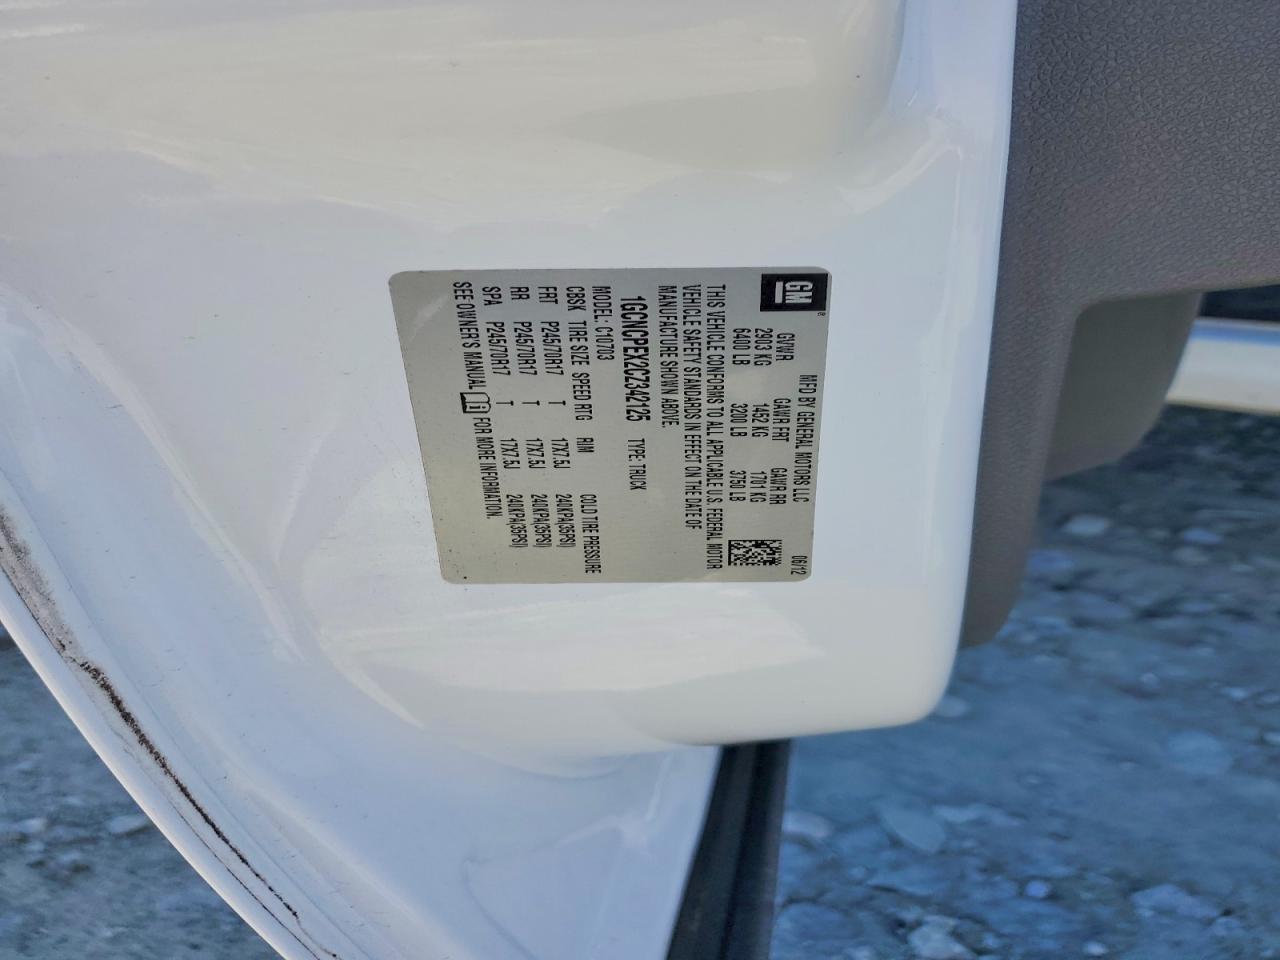 GM ®
MFD BY GENERAL MOTORS LLC 06/12
GVWR GAWR FRT GAWR RR
2903 KG 1452 KG 1701 KG
6400 LB 3200 LB 3750 LB
THIS VEHICLE CONFORMS TO ALL APPLICABLE U.S. FEDERAL MOTOR
VEHICLE SAFETY STANDARDS IN EFFECT ON THE DATE OF
MANUFACTURE SHOWN ABOVE.
1GCNCPEX2CZ342125 TYPE: TRUCK
MODEL: C10703
CBSK TIRE SIZE SPEED RTG RIM COLD TIRE PRESSURE
FRT P245/70R17 T 17X7.5J 240KPA(35PSI)
RR P245/70R17 T 17X7.5J 240KPA(35PSI)
SPA P245/70R17 T 17X7.5J 240KPA(35PSI)
SEE OWNER'S MANUAL FOR MORE INFORMATION.